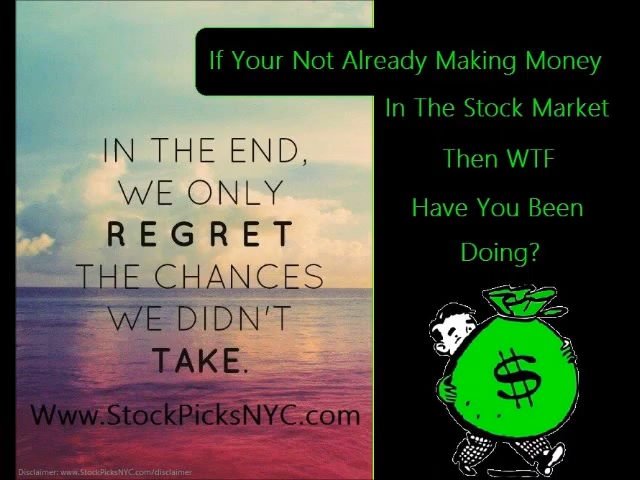 If Your Not Already Making Money
In The Stock Market
Then WTF
Have You Been
Doing?
IN THE END,
WE ONLY
REGRET
THE CHANCES
WE DIDN'T
TAKE.
Www.StockPicksNYC.com
$
Disclaimer: www.StockPicksNYC.com/disclaimer